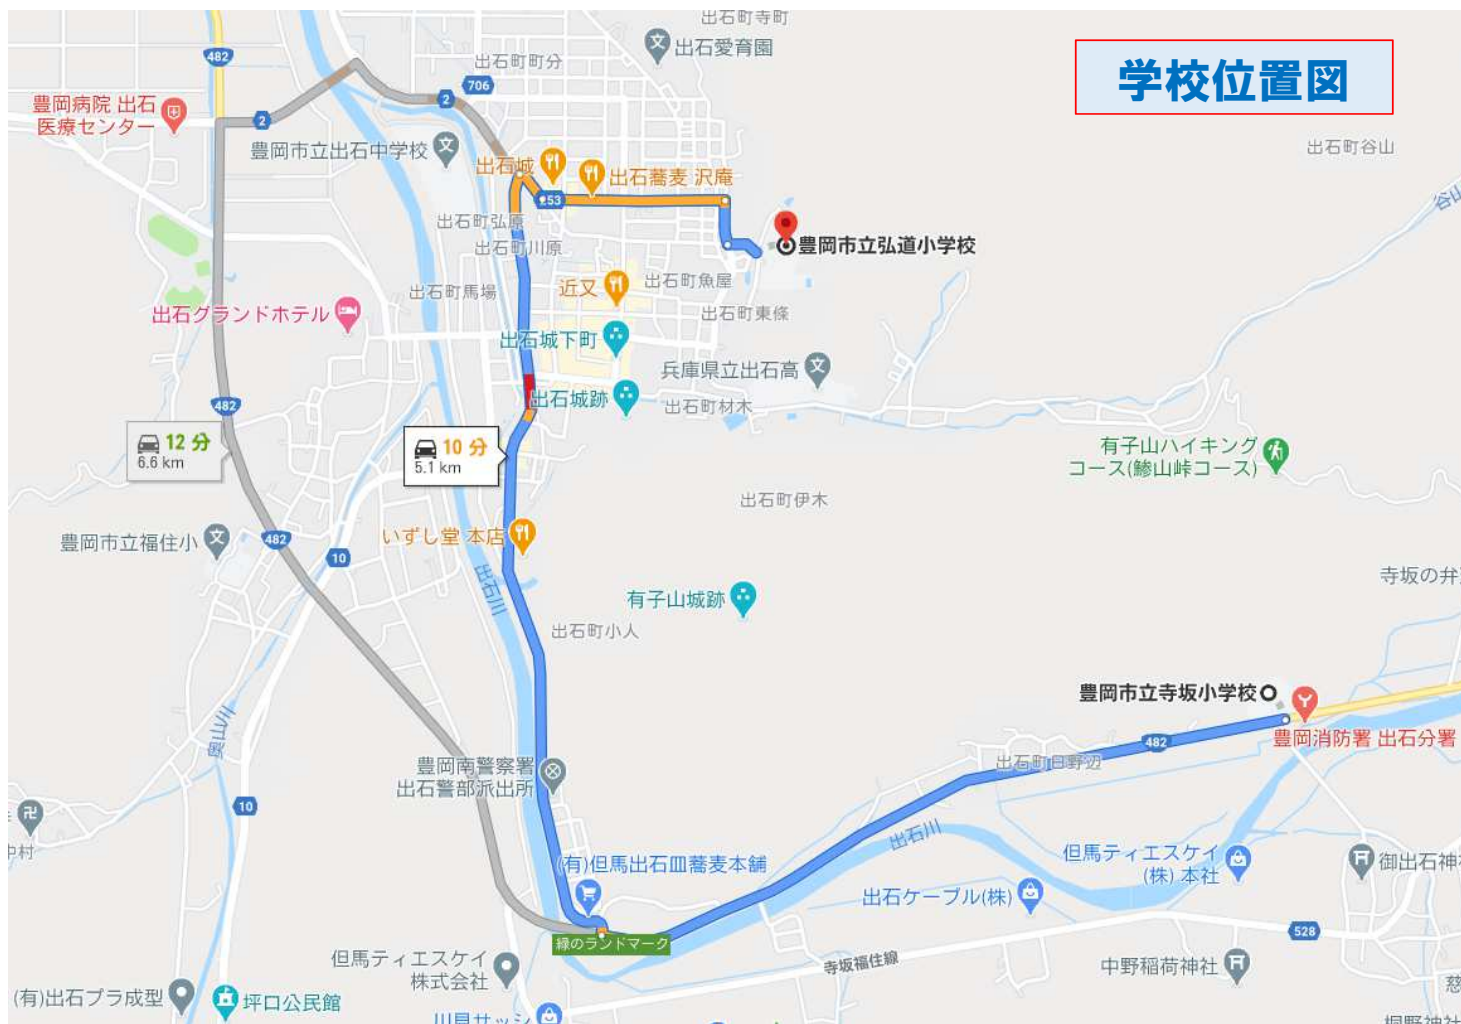 出石町寺町
学校位置図
482
出石愛育園
出石町町分
706
豊岡病院 出石
医療センター
2
2
豊岡市立出石中学校
出石町谷山
出石城
出石蕎麦 沢庵
253
出石町弘原
出石町川原
豊岡市立弘道小学校
出石町馬場
近又
出石町魚屋
出石グランドホテル
出石町東條
出石城下町
兵庫県立出石高
出石城跡
出石町材木
482
12 分
6.6 km
10 分
5.1 km
有子山ハイキング
コース(鯵山峠コース)
出石町伊木
豊岡市立福住小
482
10
いずし堂 本店
出石川
寺坂の弁
有子山城跡
出石町小人
豊岡市立寺坂小学校
奥山川
482
豊岡消防署 出石分署
出石町日野辺
豊岡南警察署
出石警部派出所
10
中村
出石川
(有)但馬出石皿蕎麦本舗
但馬ティエスケイ
(株) 本社
御出石神
出石ケーブル(株)
緑のランドマーク
528
但馬ティエスケイ
株式会社
寺坂福住線
中野稲荷神社
(有)出石プラ成型
坪口公民館
慈
川見サッシ
桐野神社